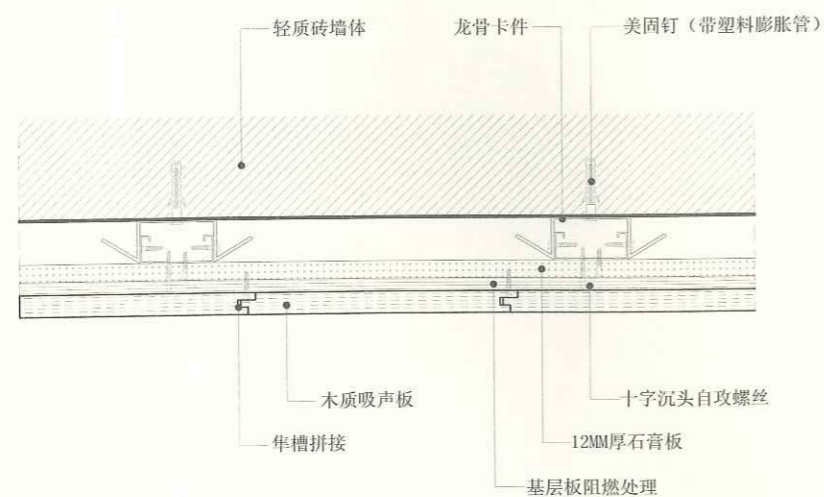 轻质砖墙体
龙骨卡件
美固钉（带塑料膨胀管）
木质吸声板
十字沉头自攻螺丝
隼槽拼接
12MM厚石膏板
基层板阻燃处理